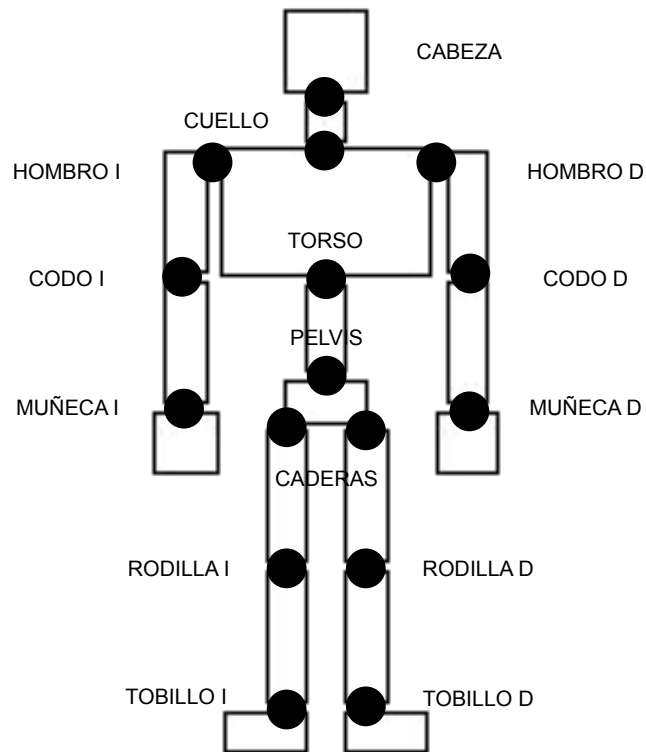 CABEZA
CUELLO
HOMBRO I
HOMBRO D
TORSO
CODO I
CODO D
PELVIS
MUÑECA I
MUÑECA D
CADERAS
RODILLA I
RODILLA D
TOBILLO I
TOBILLO D